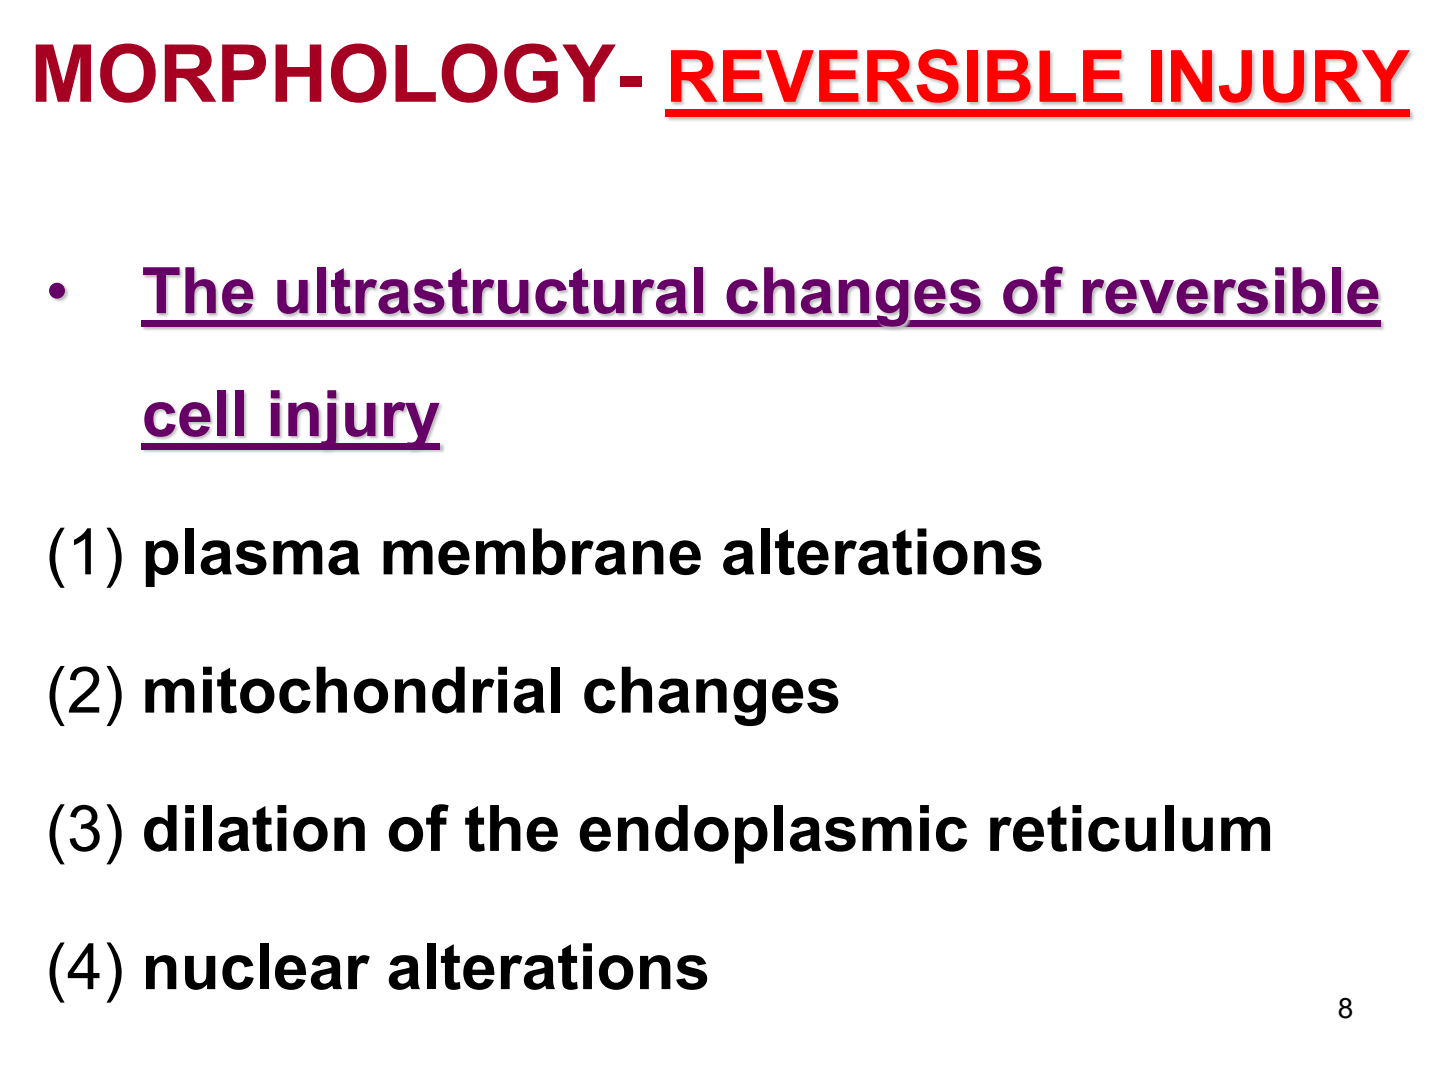 MORPHOLOGY- REVERSIBLE INJURY
• The ultrastructural changes of reversible
cell injury
(1) plasma membrane alterations
(2) mitochondrial changes
(3) dilation of the endoplasmic reticulum
(4) nuclear alterations
8